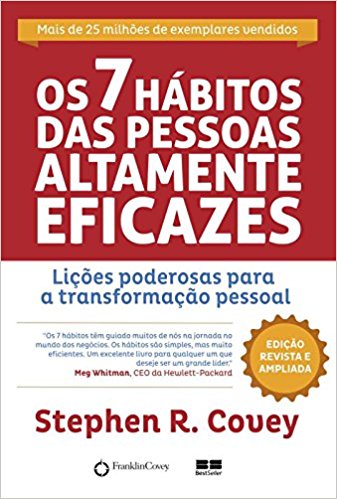 Mais de 25 milhões de exemplares vendidos
OS 7 HÁBITOS
DAS PESSOAS
ALTAMENTE
EFICAZES
Lições poderosas para
a transformação pessoal
"Os 7 hábitos têm guiado muitos de nós na jornada no
mundo dos negócios. Os hábitos são simples, mas muito
eficientes. Um excelente livro para qualquer um que
deseje ser um grande líder."
Meg Whitman, CEO da Hewlett-Packard
EDIÇÃO
REVISTA E
AMPLIADA
Stephen R. Covey
FranklinCovey
BestSeller